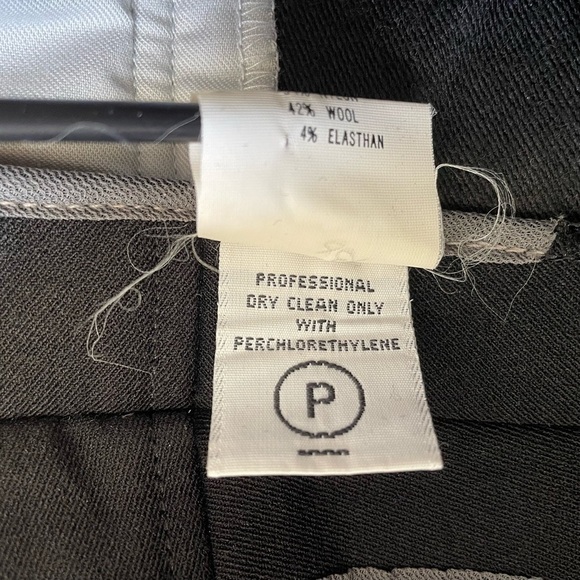 42% WOOL
4% ELASTHAN
PROFESSIONAL
DRY CLEAN ONLY
WITH
PERCHLORETHYLENE
P